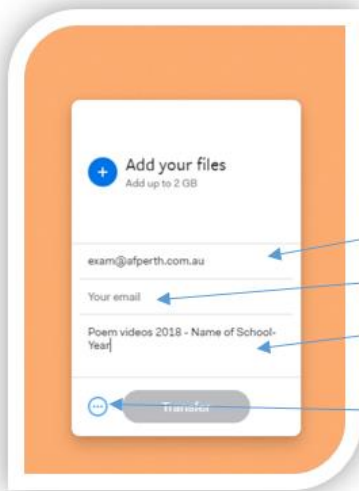 Add your files
Add up to 2 GB
exam@afperth.com.au
Your email
Poem videos 2018 - Name of School-
Year
Transfer